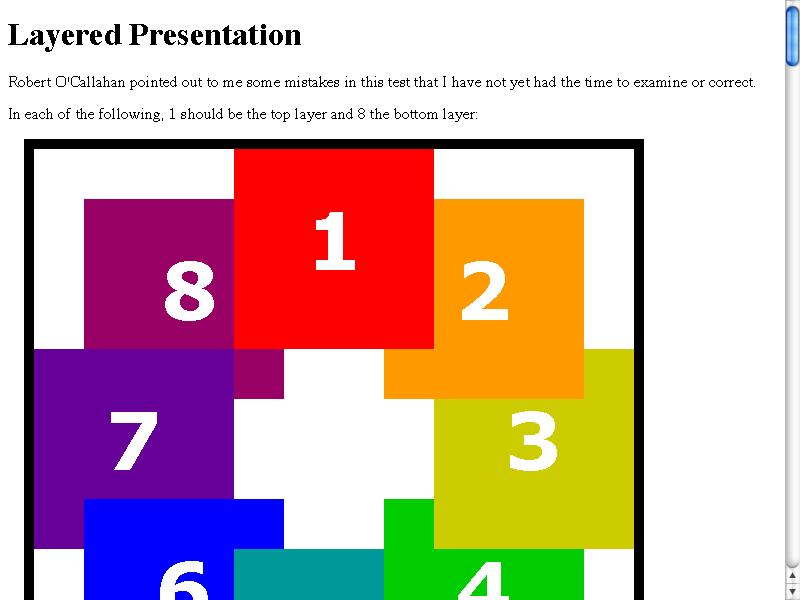 Layered Presentation
Robert O'Callahan pointed out to me some mistakes in this test that I have not yet had the time to examine or correct.
In each of the following, 1 should be the top layer and 8 the bottom layer:
1
8 2
7 3
6 4